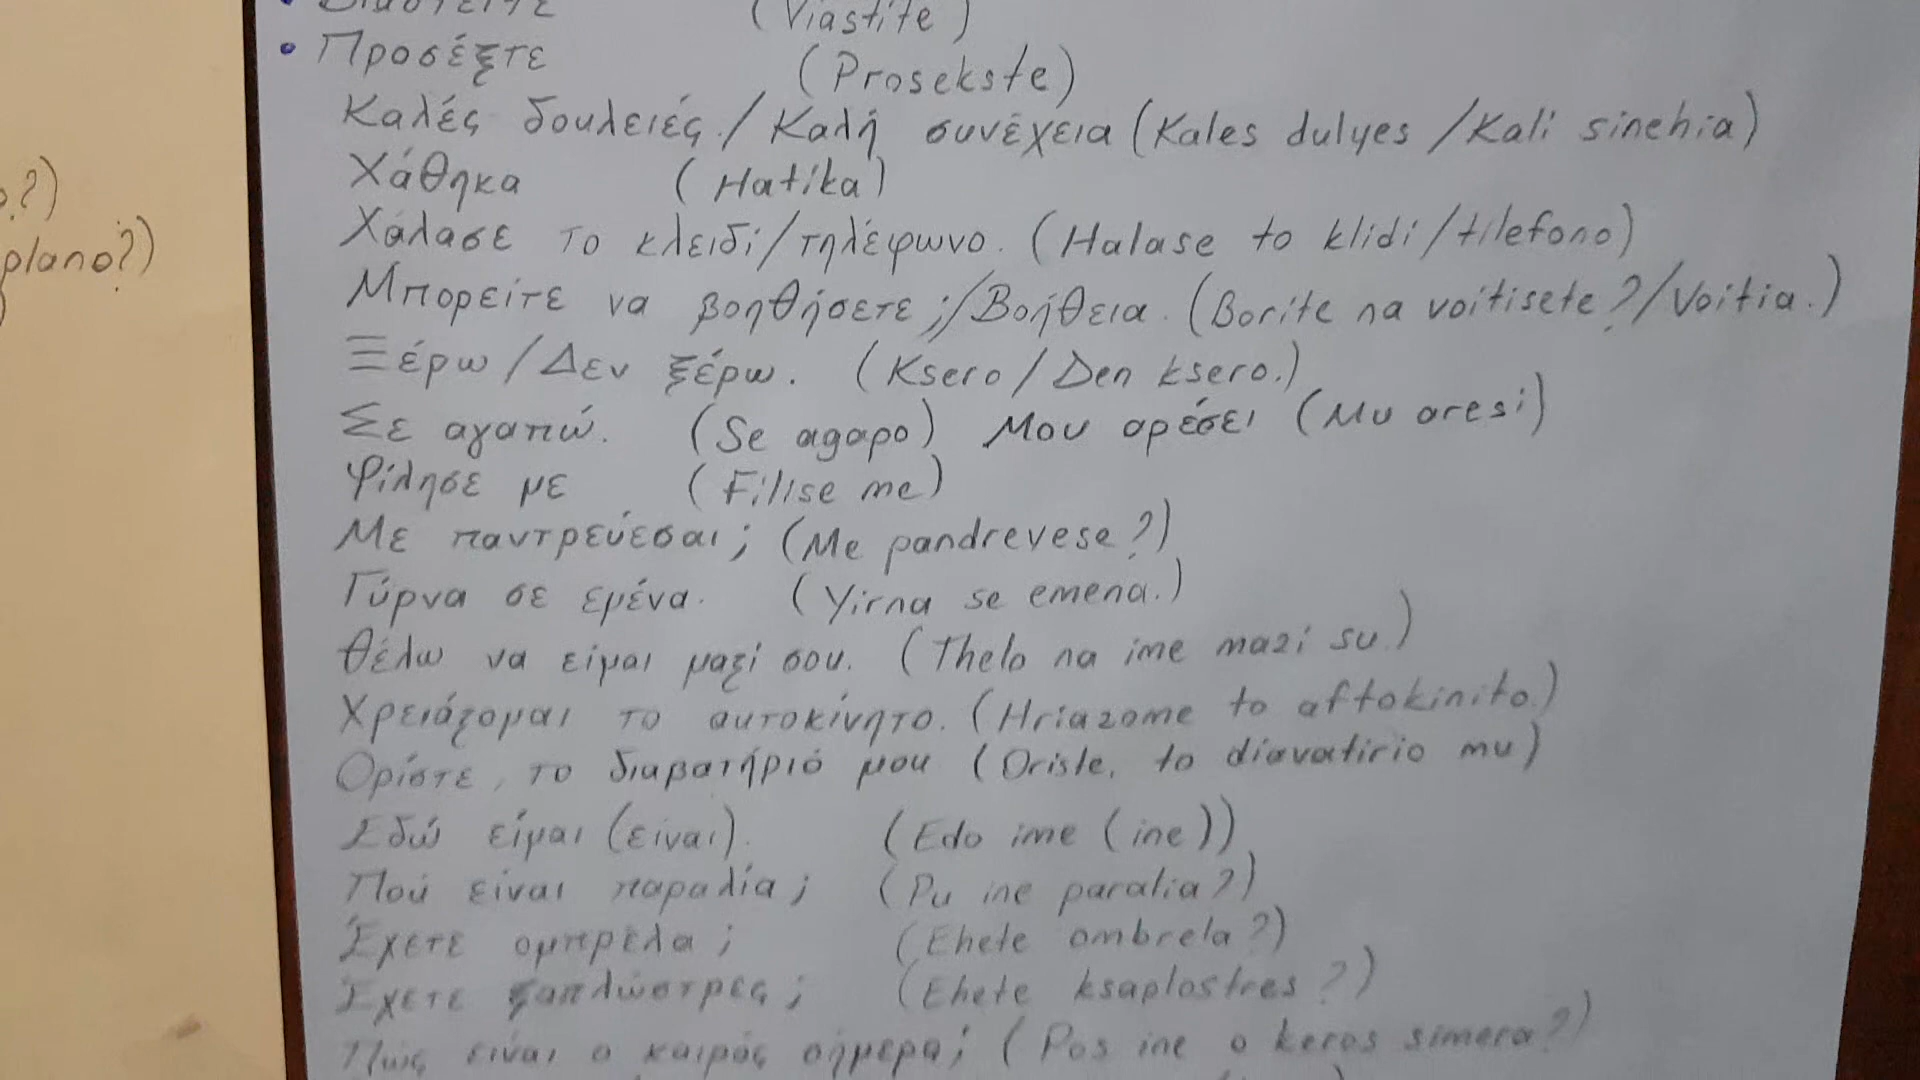 (Viastite)
• Προσέξτε (Prosekste)
Καλές δουλειές./Καλή συνέχεια (Kales dulyes /Kali sinehia)
Χάθηκα (Hatika)
o?)
Χάλασε το κλειδί/τηλέφωνο. (Halase to klidi/tilefono)
plano?)
Μπορείτε να βοηθήσετε;/Βοήθεια. (Borite na voitisete?/Voitia.)
Ξέρω/Δεν ξέρω. (Ksero/Den ksero.)
Σε αγαπώ. (Se agapo) Μου αρέσει (Mu aresi)
Φίλησε με (Filise me)
Με παντρεύεσαι; (Me pandrevese?)
Γύρνα σε εμένα. (Yirna se emena.)
Θέλω να είμαι μαζί σου. (Thelo na ime mazi su.)
Χρειάζομαι το αυτοκίνητο. (Hriazome to aftokinito.)
Ορίστε, το διαβατήριό μου (Oriste, to diavatirio mu)
Εδώ είμαι (είναι). (Edo ime (ine))
Πού είναι παραλία; (Pu ine paralia?)
Έχετε ομπρέλα; (Ehete ombrela?)
Έχετε ξαπλώστρες; (Ehete ksaplostres?)
Πώς είναι ο καιρός σήμερα; (Pos ine o keros simera?)